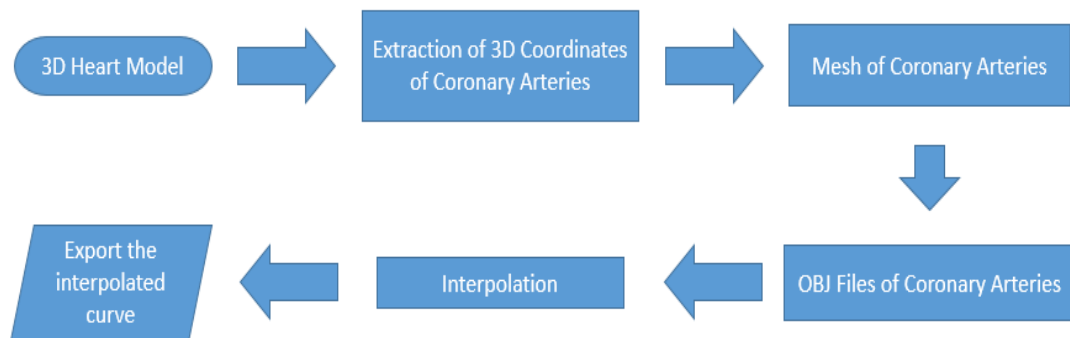 3D Heart Model
Extraction of 3D Coordinates
of Coronary Arteries
Mesh of Coronary Arteries
OBJ Files of Coronary Arteries
Interpolation
Export the
interpolated
curve